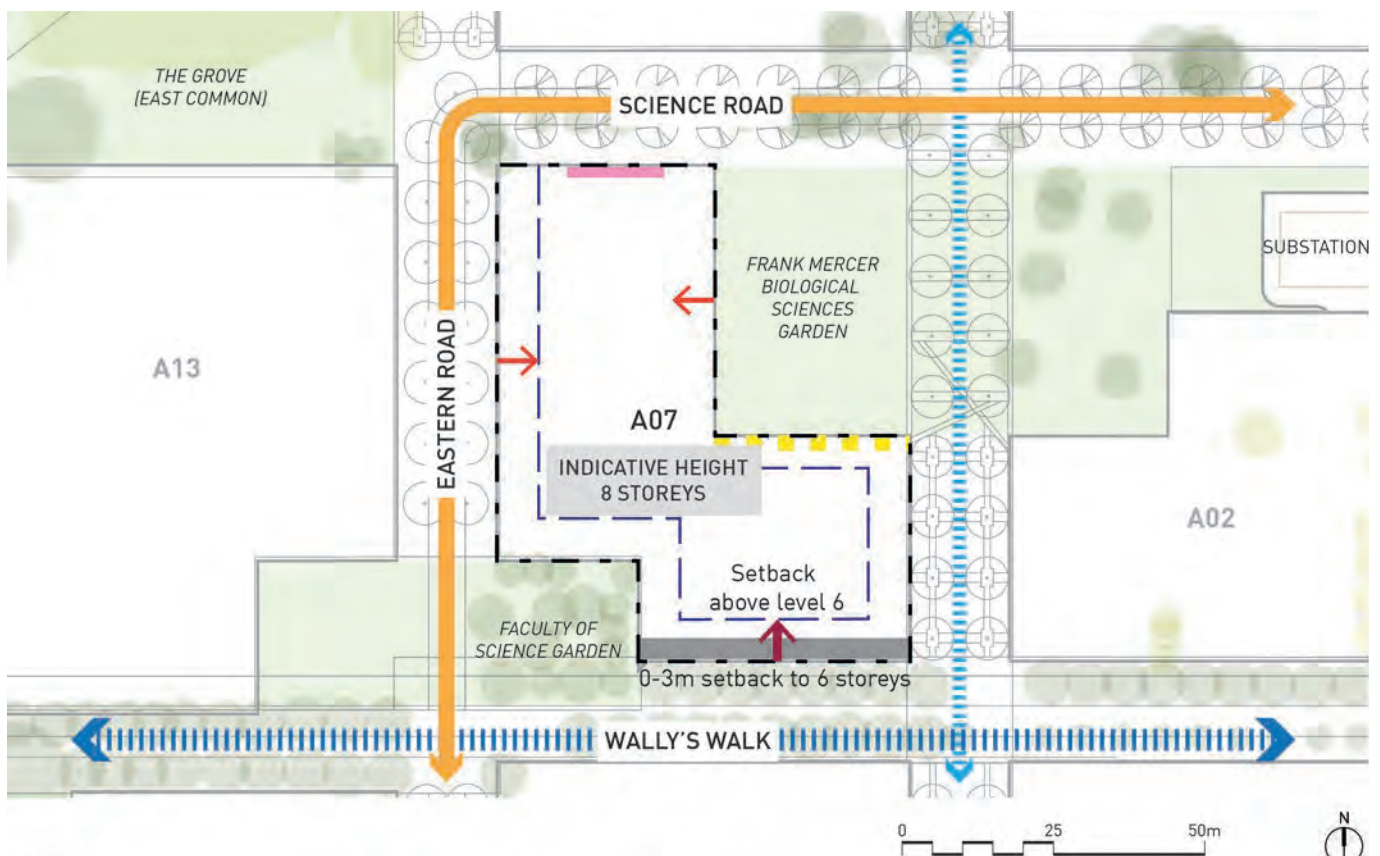 THE GROVE
(EAST COMMON)
SCIENCE ROAD
SUBSTATION
FRANK MERCER
BIOLOGICAL
SCIENCES
GARDEN
EASTERN ROAD
A13
A07
INDICATIVE HEIGHT
8 STOREYS
A02
Setback
above level 6
FACULTY OF
SCIENCE GARDEN
0-3m setback to 6 storeys
WALLY'S WALK
0 25 50m
N